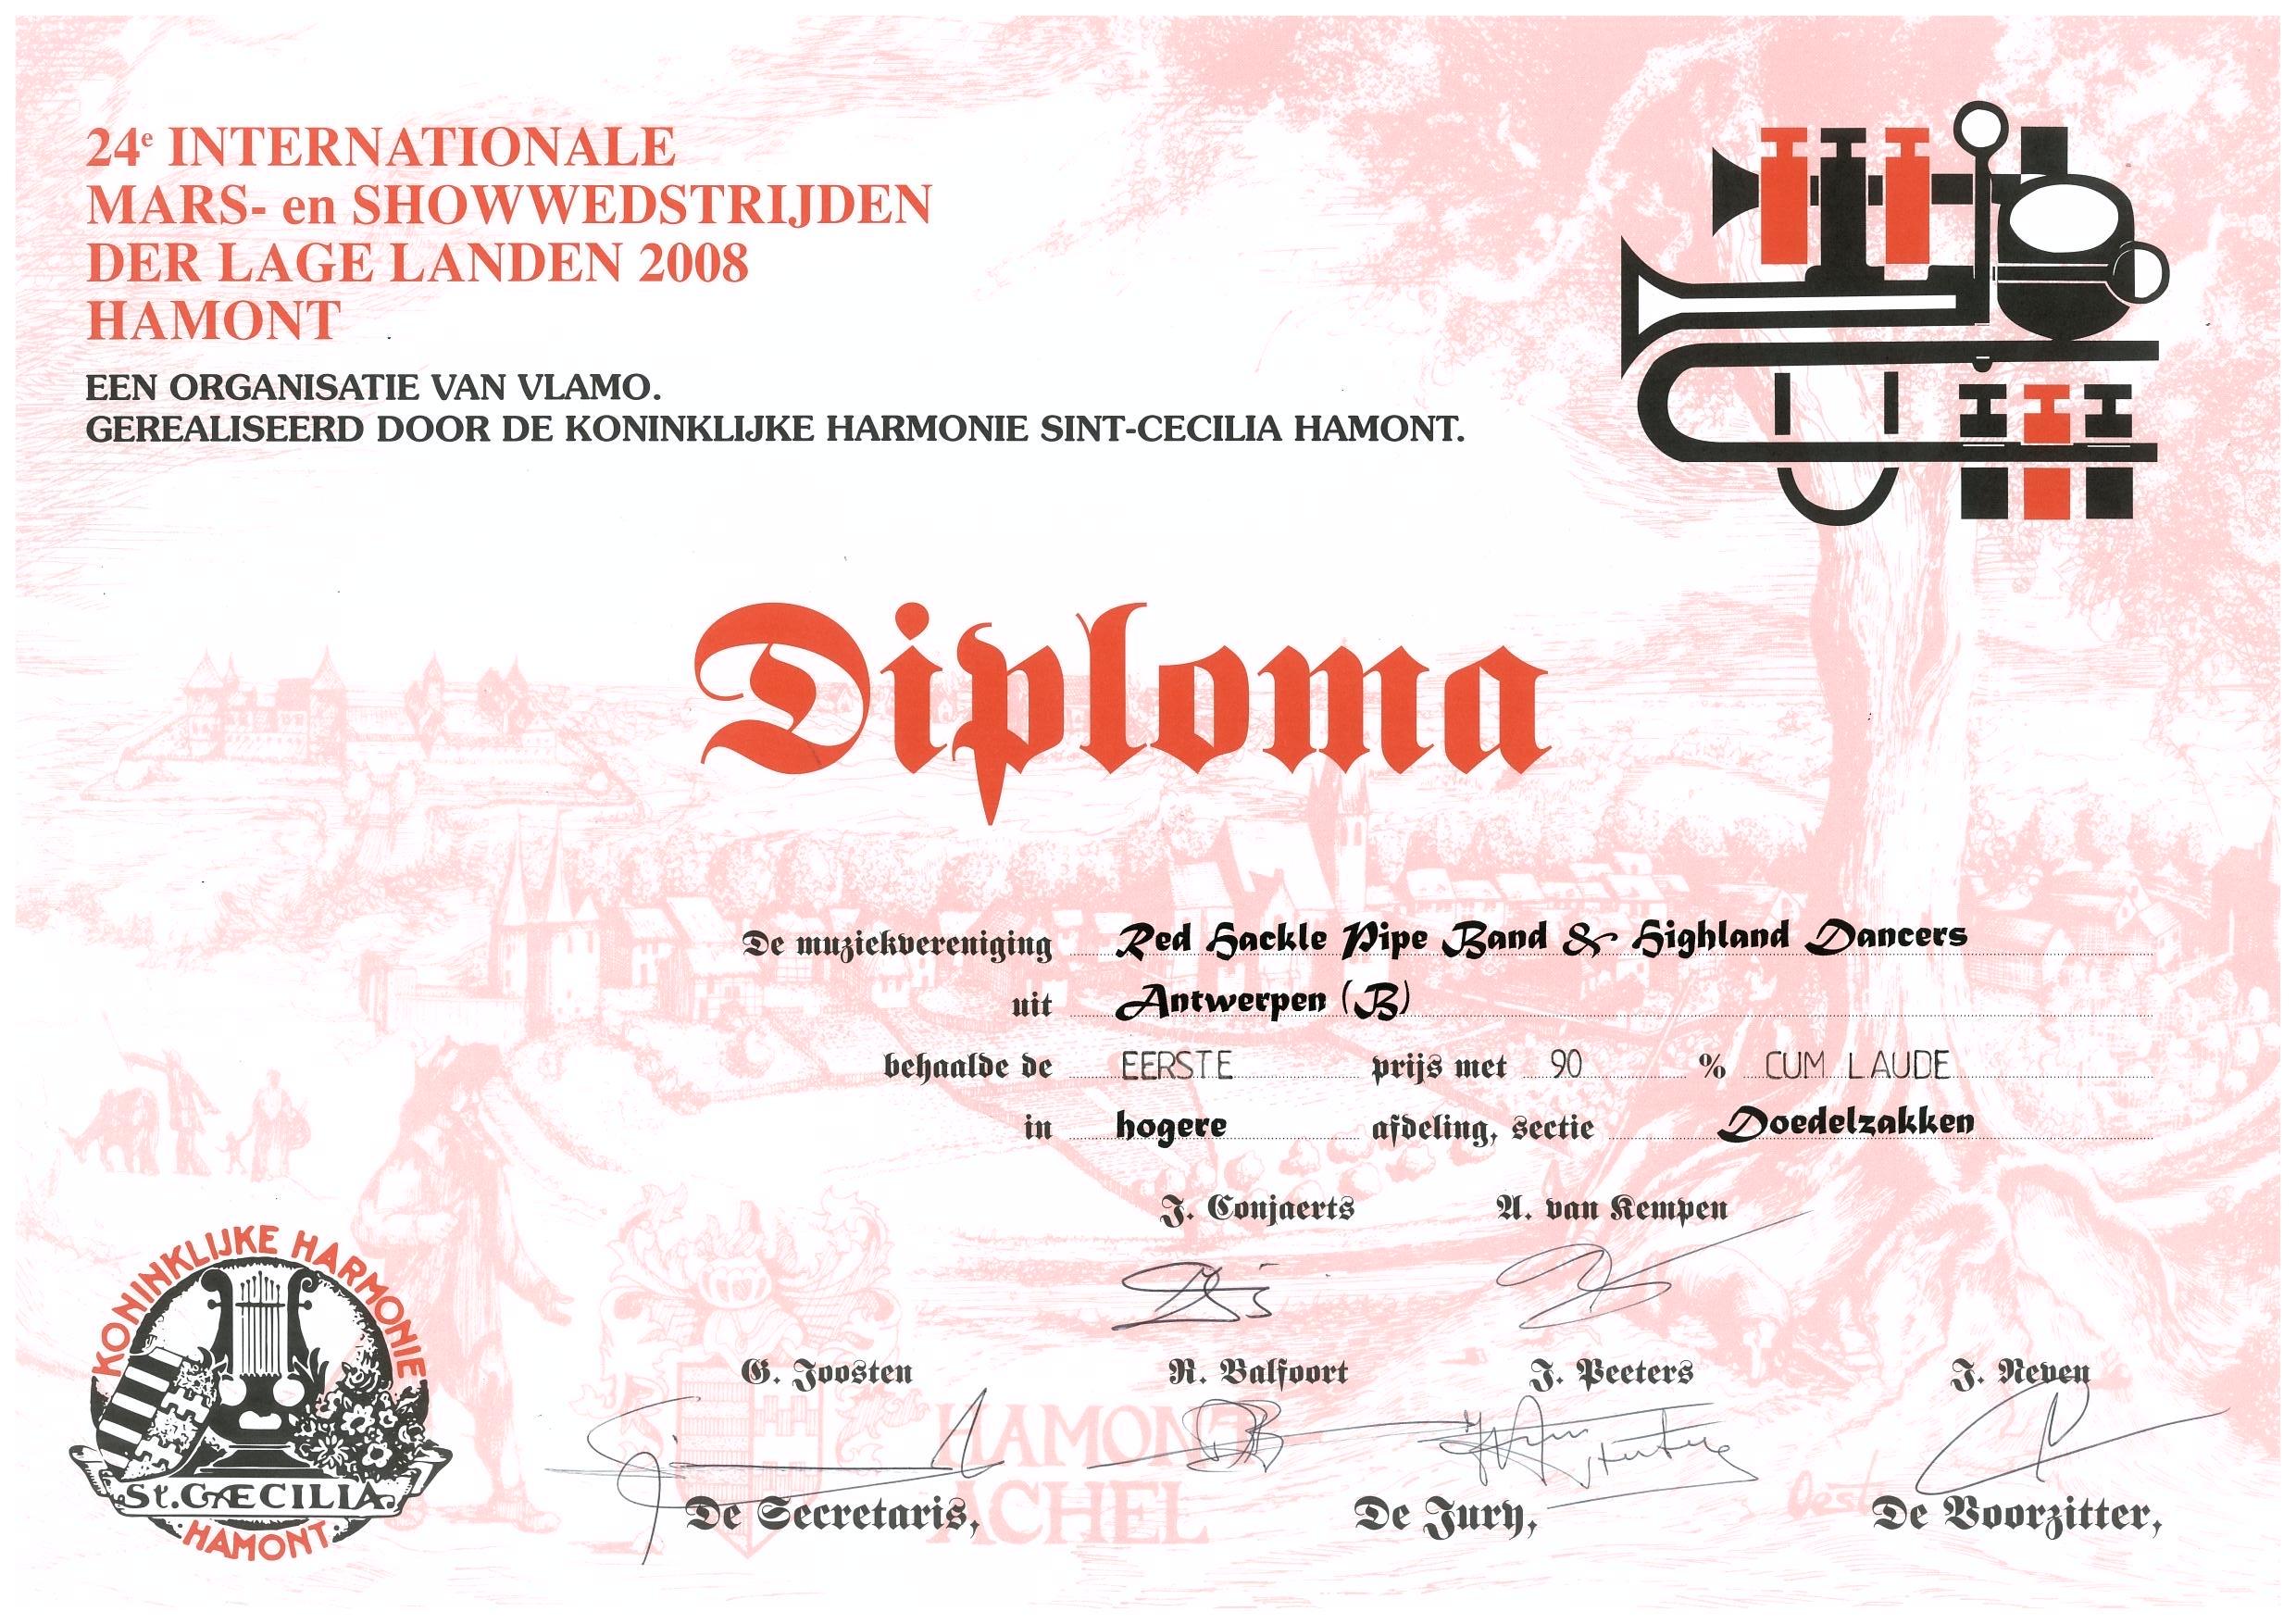 24e INTERNATIONALE
MARS- en SHOWWEDSTRIJDEN
DER LAGE LANDEN 2008
HAMONT
EEN ORGANISATIE VAN VLAMO.
GEREALISEERD DOOR DE KONINKLIJKE HARMONIE SINT-CECILIA HAMONT.
Diploma
De muziekvereniging Red Hackle Pipe Band & Highland Dancers
uit Antwerpen (B)
behaalde de EERSTE prijs met 90 % CUM LAUDE
in hogere afdeling, sectie Doedelzakken
J. Conjaerts A. van Kempen
G. Joosten R. Balfoort J. Peeters J. Neven
De Secretaris, De Jury, De Voorzitter,
KONINKLIJKE HARMONIE
St. CÆCILIA
HAMONT
HAMONT
ACHEL